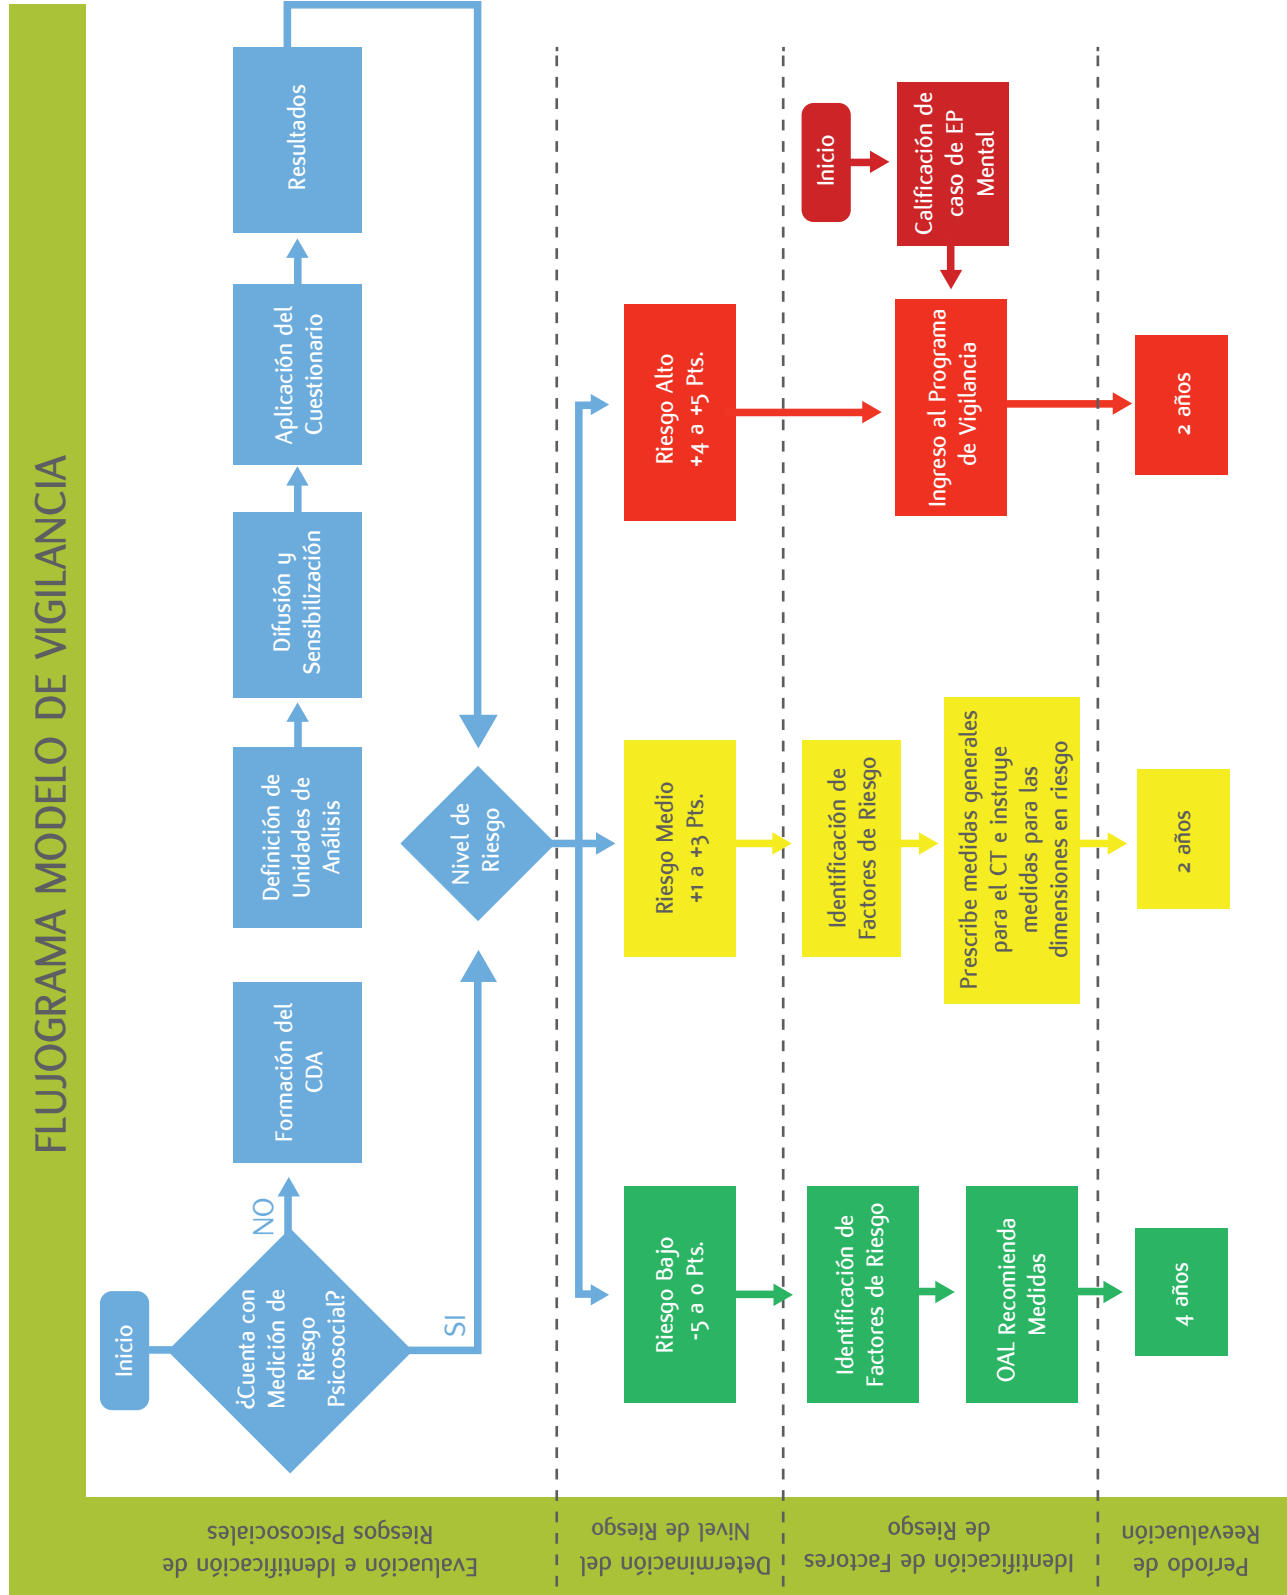 FLUJOGRAMA MODELO DE VIGILANCIA
Evaluación e Identificación de
Riesgos Psicosociales
Inicio
¿Cuenta con
Medición de
Riesgo
Psicosocial?
NO
SI
Formación del
CDA
Definición de
Unidades de
Análisis
Difusión y
Sensibilización
Aplicación del
Cuestionario
Resultados
Nivel de
Riesgo
Determinación del
Nivel de Riesgo
Riesgo Bajo
-5 a 0 Pts.
Riesgo Medio
+1 a +3 Pts.
Riesgo Alto
+4 a +5 Pts.
Identificación de Factores
de Riesgo
Identificación de
Factores de Riesgo
OAL Recomienda
Medidas
Identificación de
Factores de Riesgo
Prescribe medidas generales
para el CT e instruye
medidas para las
dimensiones en riesgo
Ingreso al Programa
de Vigilancia
Inicio
Calificación de
caso de EP
Mental
Período de
Reevaluación
4 años
2 años
2 años